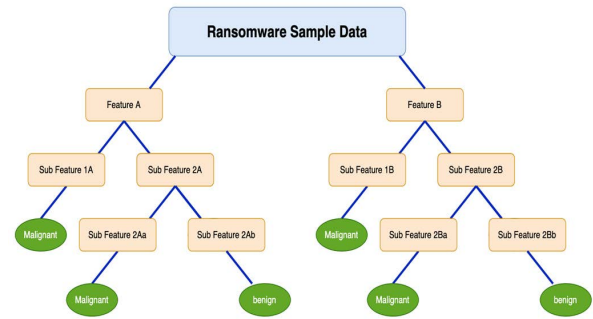 Ransomware Sample Data
Feature A
Feature B
Sub Feature 1A
Sub Feature 2A
Sub Feature 1B
Sub Feature 2B
Malignant
Sub Feature 2Aa
Sub Feature 2Ab
Malignant
Sub Feature 2Ba
Sub Feature 2Bb
Malignant
benign
Malignant
benign